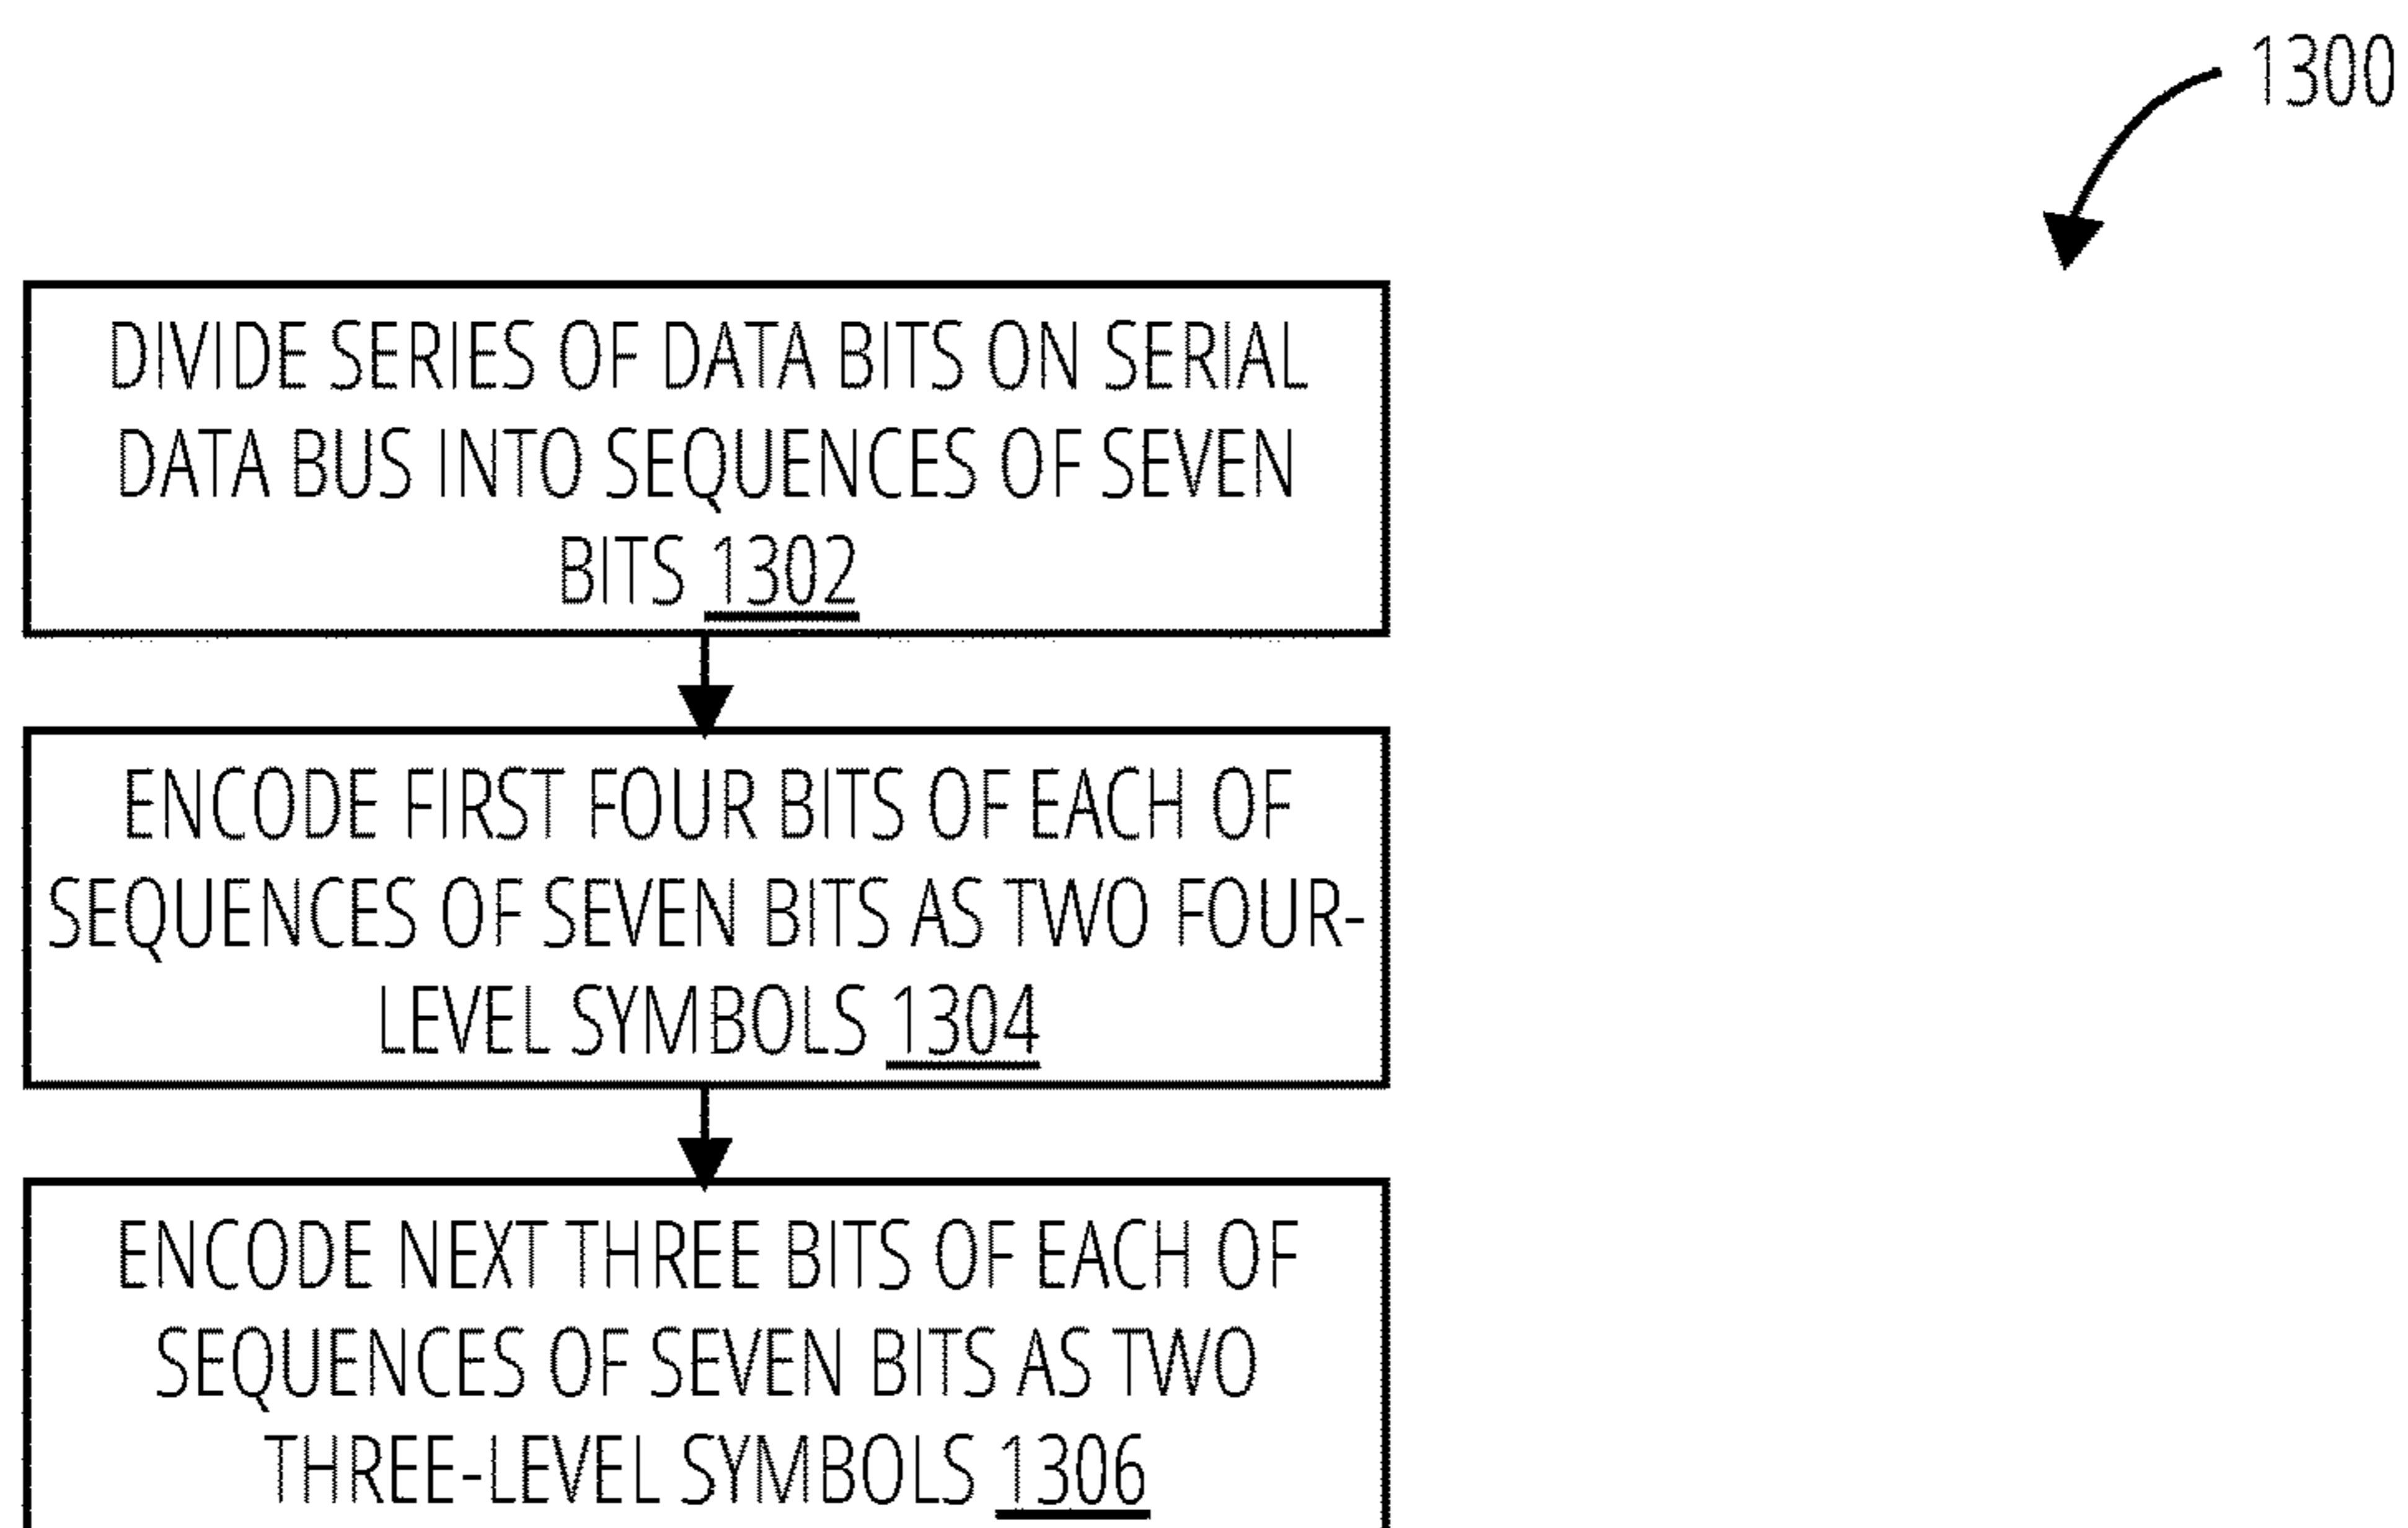 1300
DIVIDE SERIES OF DATA BITS ON SERIAL
DATA BUS INTO SEQUENCES OF SEVEN
BITS 1302
ENCODE FIRST FOUR BITS OF EACH OF
SEQUENCES OF SEVEN BITS AS TWO FOUR-
LEVEL SYMBOLS 1304
ENCODE NEXT THREE BITS OF EACH OF
SEQUENCES OF SEVEN BITS AS TWO
THREE-LEVEL SYMBOLS 1306